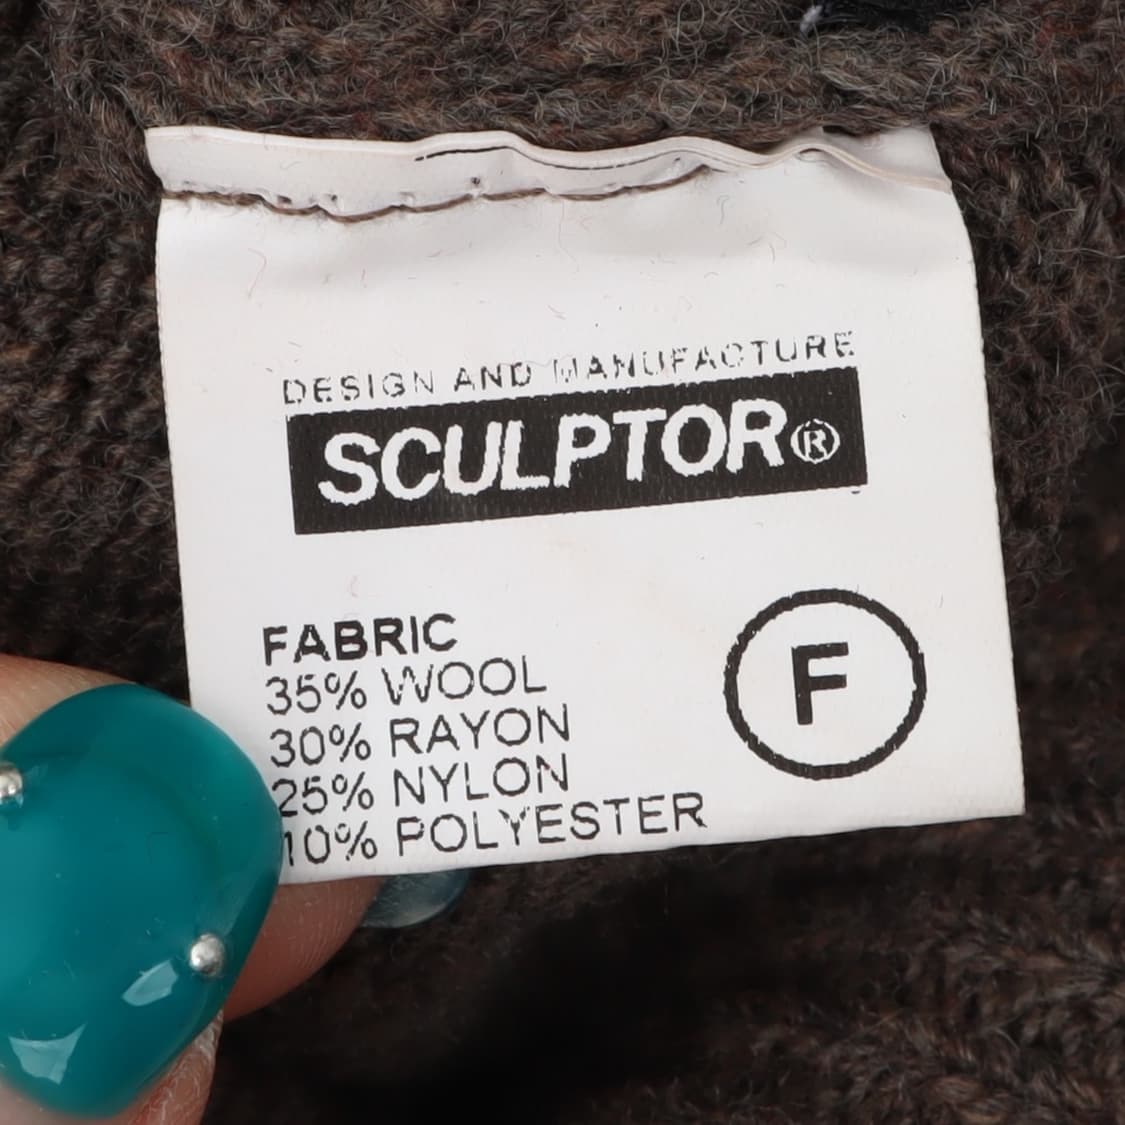 DESIGN AND MANUFACTURE
SCULPTOR®
FABRIC
35% WOOL
30% RAYON
25% NYLON
10% POLYESTER
F